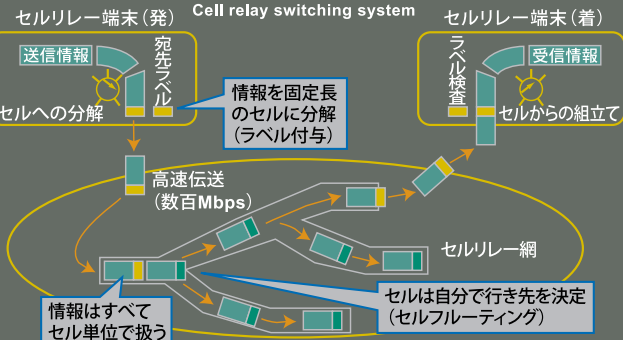 Cell relay switching system
セルリレー端末（発）
セルリレー端末（着）
送信情報
宛先ラベル
セルへの分解
情報を固定長
のセルに分解
（ラベル付与）
ラベル検査
受信情報
セルからの組立て
高速伝送
（数百Mbps）
セルリレー網
情報はすべて
セル単位で扱う
セルは自分で行き先を決定
（セルフルーティング）